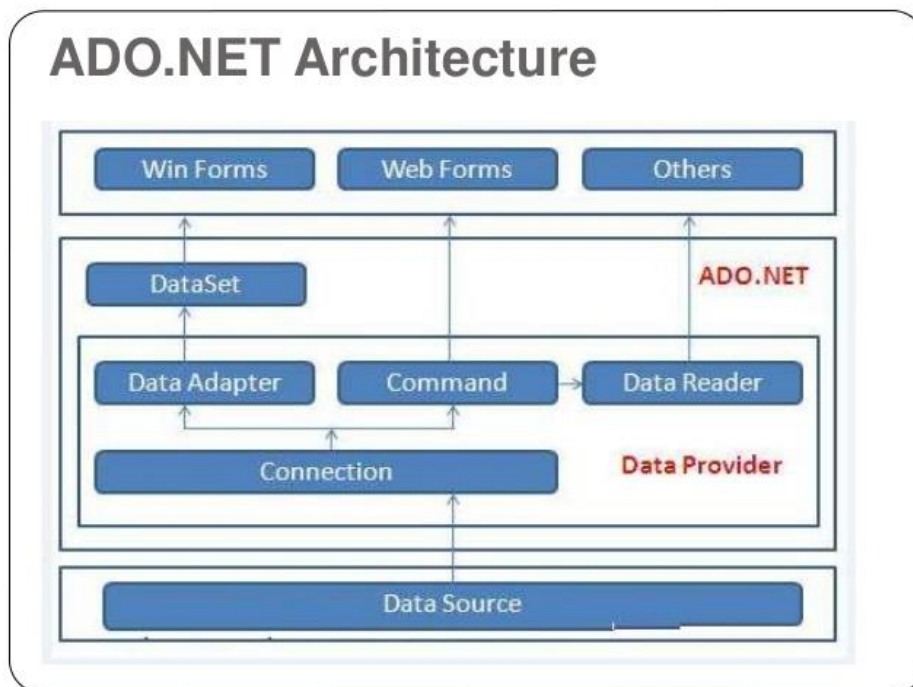 ADO.NET Architecture
Win Forms
Web Forms
Others
DataSet
ADO.NET
Data Adapter
Command
Data Reader
Connection
Data Provider
Data Source